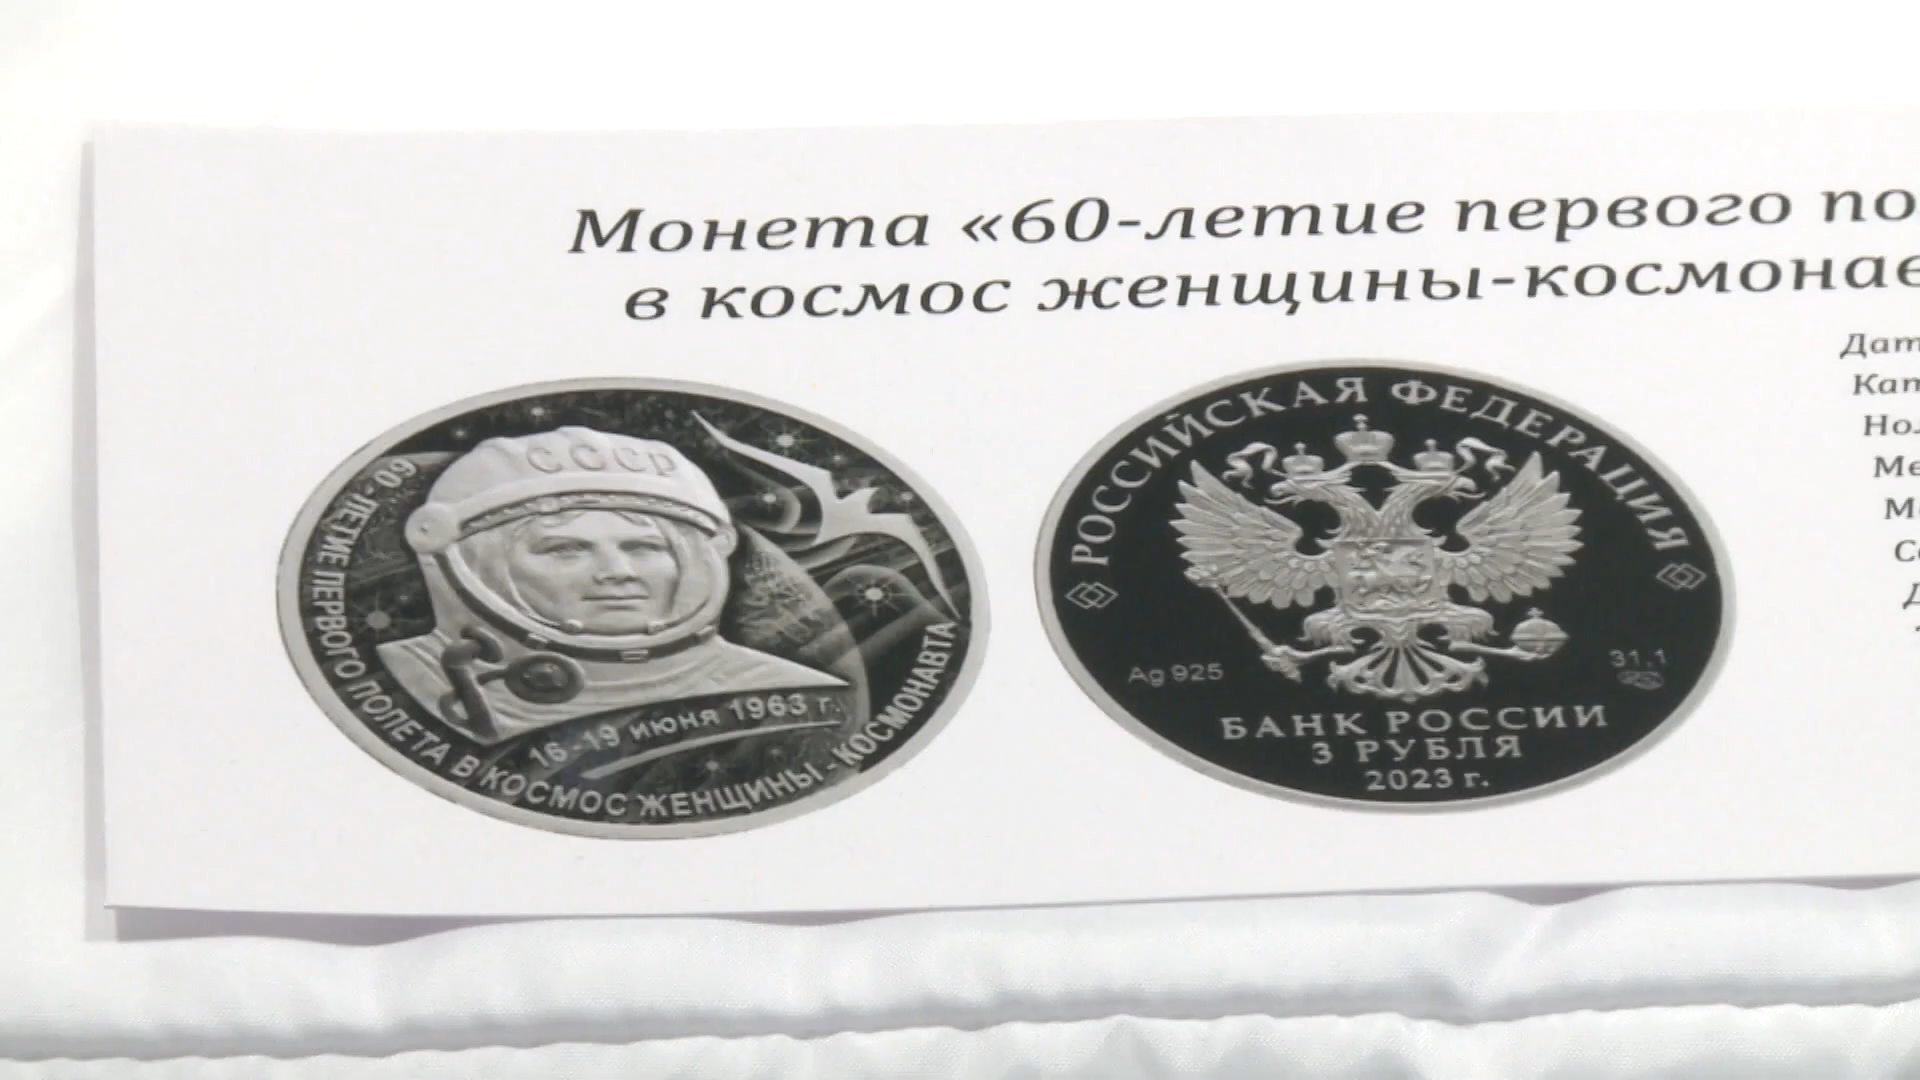 Монета «60-летие первого по
в космос женщины-космонав
Дат
Кат
Ме
СССР
60-ЛЕТИЕ ПЕРВОГО ПОЛЕТА В КОСМОС ЖЕНЩИНЫ-КОСМОНАВТА
16-19 июня 1963 г.
РОССИЙСКАЯ ФЕДЕРАЦИЯ
Ag 925
31,1
БАНК РОССИИ
3 РУБЛЯ
2023 г.